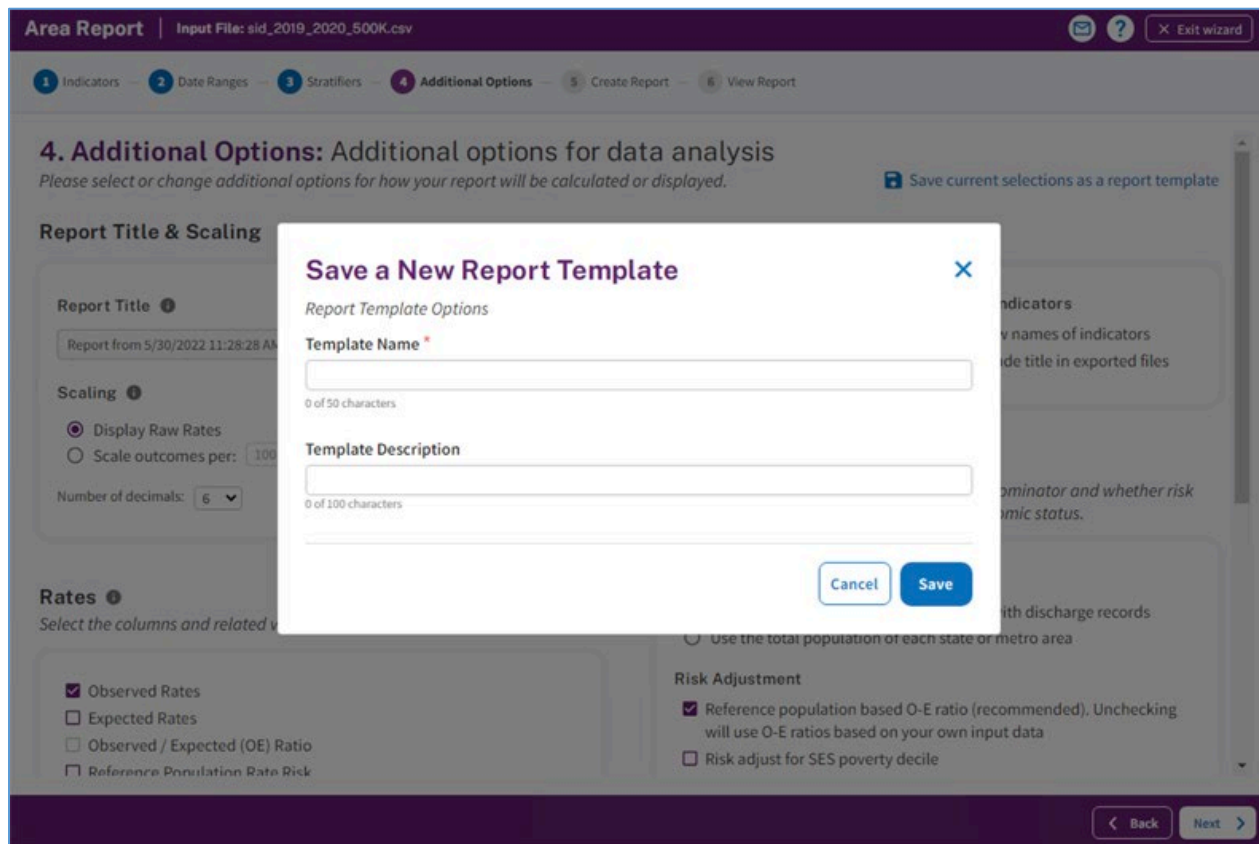 Area Report | Input File: sid_2019_2020_500K.csv
? × Exit wizard
1 Indicators — 2 Date Ranges — 3 Stratifiers — 4 Additional Options — 5 Create Report — 6 View Report
4. Additional Options: Additional options for data analysis
Please select or change additional options for how your report will be calculated or displayed.
Save current selections as a report template
Report Title & Scaling
Report Title
Report from 5/30/2022 11:28:28 AM
Scaling
Display Raw Rates
Scale outcomes per: 100
Number of decimals: 6
Save a New Report Template
Report Template Options
Template Name *
0 of 50 characters
Template Description
0 of 100 characters
Cancel Save
names of indicators
title in exported files
and whether risk
status.
Rates
Select the columns and related
Observed Rates
Expected Rates
Observed / Expected (OE) Ratio
Reference Population Rate Risk
with discharge records
Use the total population of each state or metro area
Risk Adjustment
Reference population based O-E ratio (recommended). Unchecking
will use O-E ratios based on your own input data
Risk adjust for SES poverty decile
Back Next